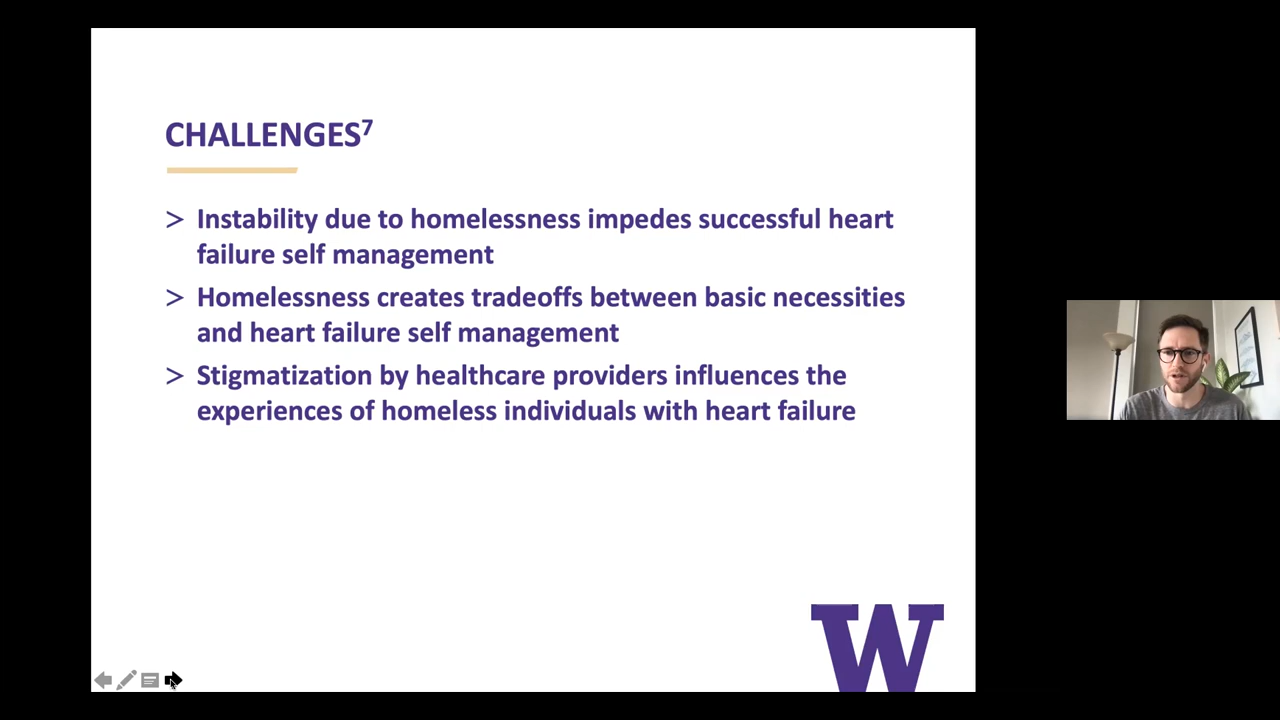 CHALLENGES⁷
> Instability due to homelessness impedes successful heart
failure self management
> Homelessness creates tradeoffs between basic necessities
and heart failure self management
> Stigmatization by healthcare providers influences the
experiences of homeless individuals with heart failure
W